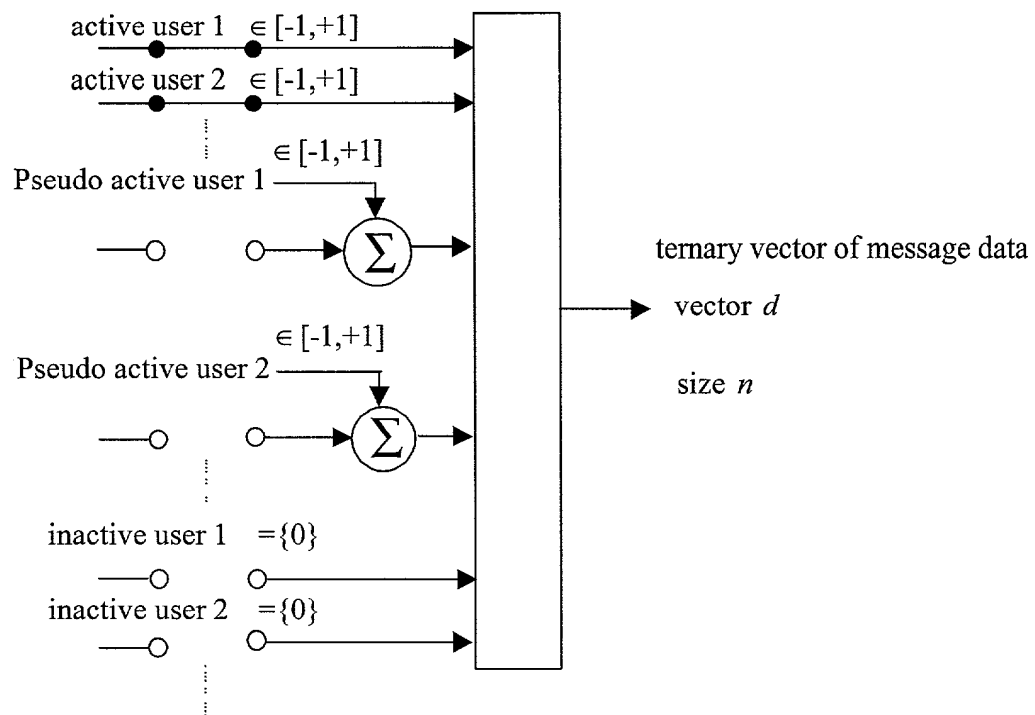 active user 1 ∈ [-1,+1]
active user 2 ∈ [-1,+1]
∈ [-1,+1]
Pseudo active user 1
Σ
ternary vector of message data
vector d
∈ [-1,+1]
Pseudo active user 2
size n
Σ
inactive user 1 ={0}
inactive user 2 ={0}